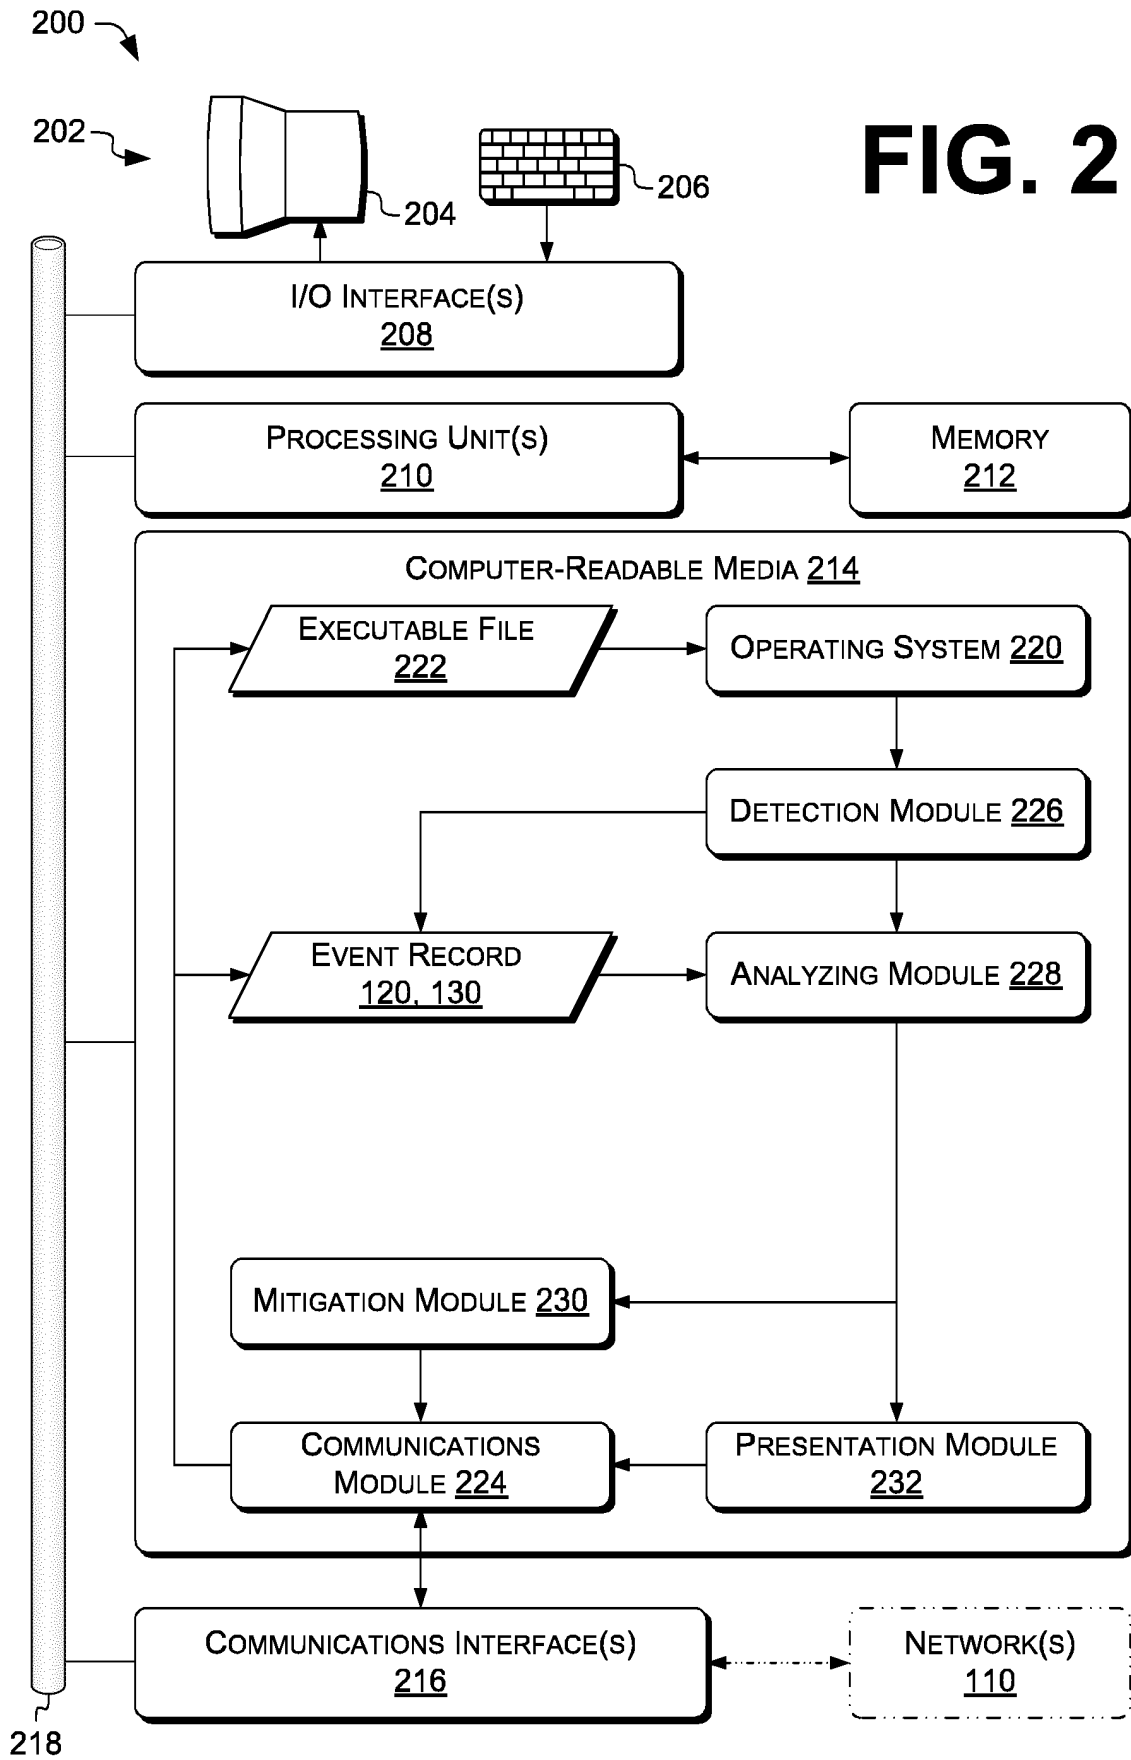 200
202
FIG. 2
204
206
I/O INTERFACE(S)
208
PROCESSING UNIT(S)
210
MEMORY
212
COMPUTER-READABLE MEDIA 214
EXECUTABLE FILE
222
OPERATING SYSTEM 220
DETECTION MODULE 226
EVENT RECORD
120, 130
ANALYZING MODULE 228
MITIGATION MODULE 230
COMMUNICATIONS
MODULE 224
PRESENTATION MODULE
232
COMMUNICATIONS INTERFACE(S)
216
NETWORK(S)
110
218